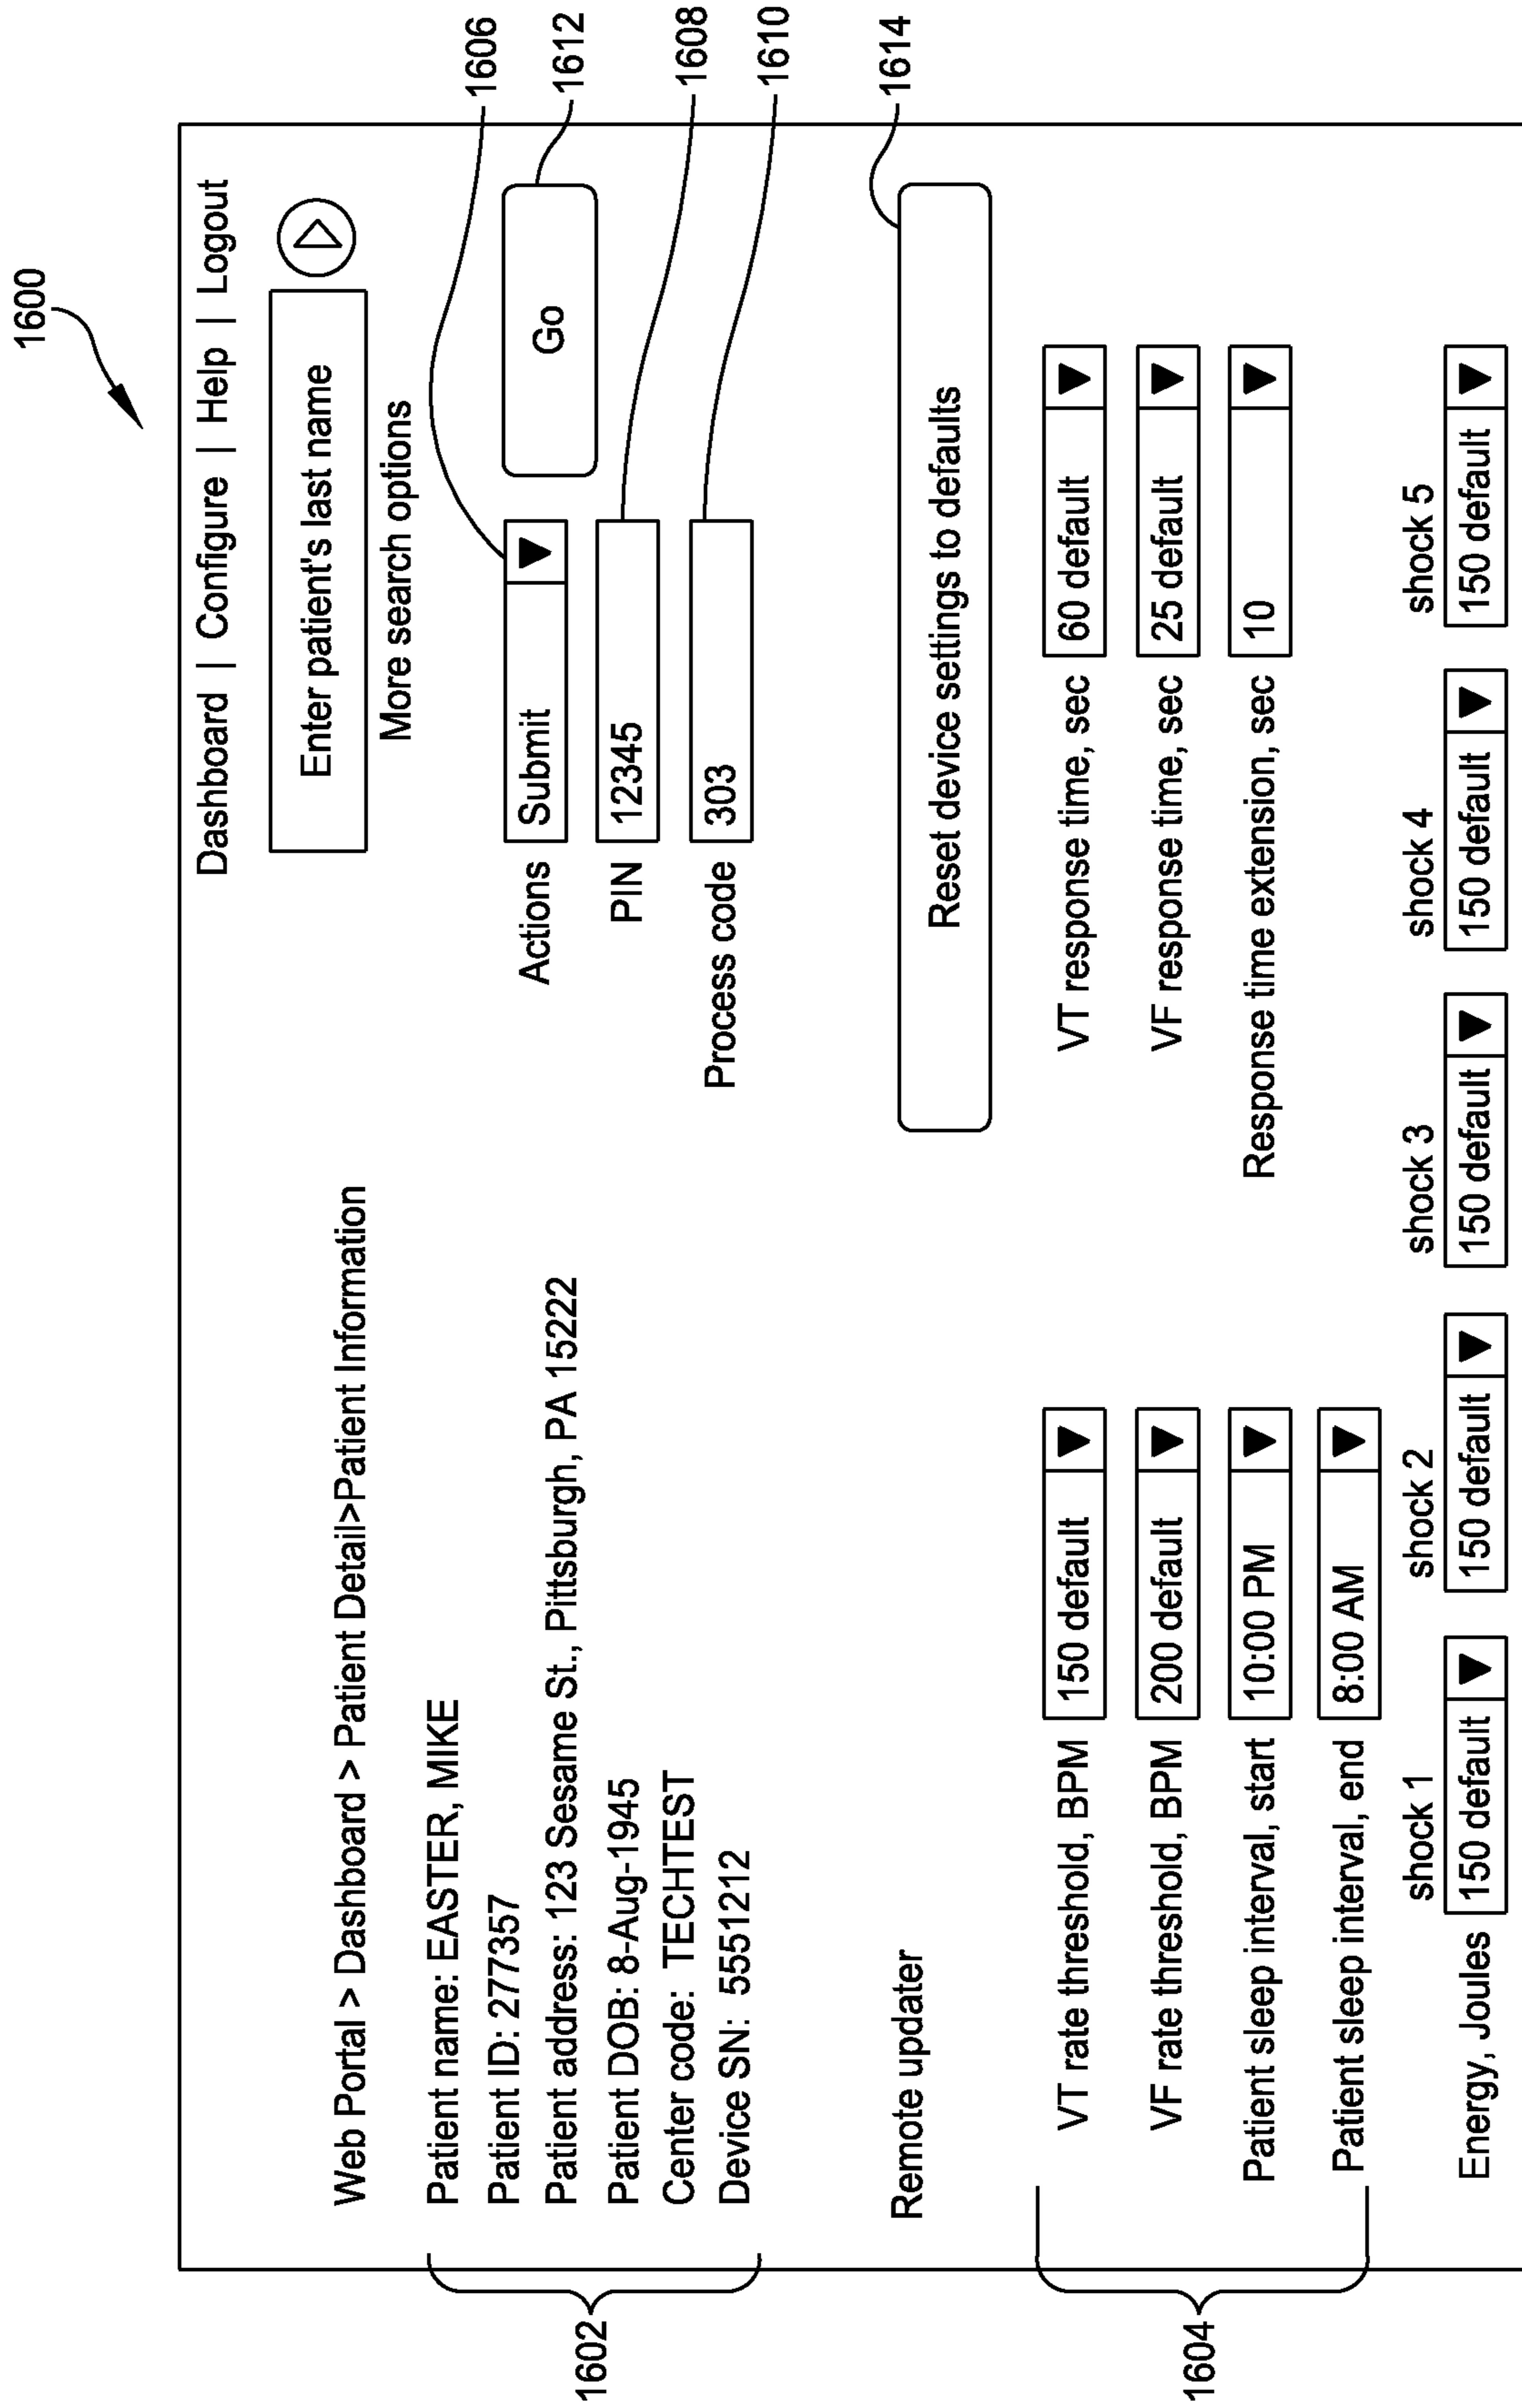 1600
Dashboard | Configure | Help | Logout
Enter patient's last name
More search options
Web Portal > Dashboard > Patient Detail>Patient Information
1602
Patient name: EASTER, MIKE
Patient ID: 277357
Patient address: 123 Sesame St., Pittsburgh, PA 15222
Patient DOB: 8-Aug-1945
Center code: TECHTEST
Device SN: 5551212
Actions Submit
Go
PIN 12345
Process code 303
1606
1612
1608
1610
Remote updater
Reset device settings to defaults
1614
1604
VT rate threshold, BPM 150 default
VT response time, sec 60 default
VF rate threshold, BPM 200 default
VF response time, sec 25 default
Patient sleep interval, start 10:00 PM
Response time extension, sec 10
Patient sleep interval, end 8:00 AM
shock 1 shock 2 shock 3 shock 4 shock 5
Energy, Joules 150 default 150 default 150 default 150 default 150 default